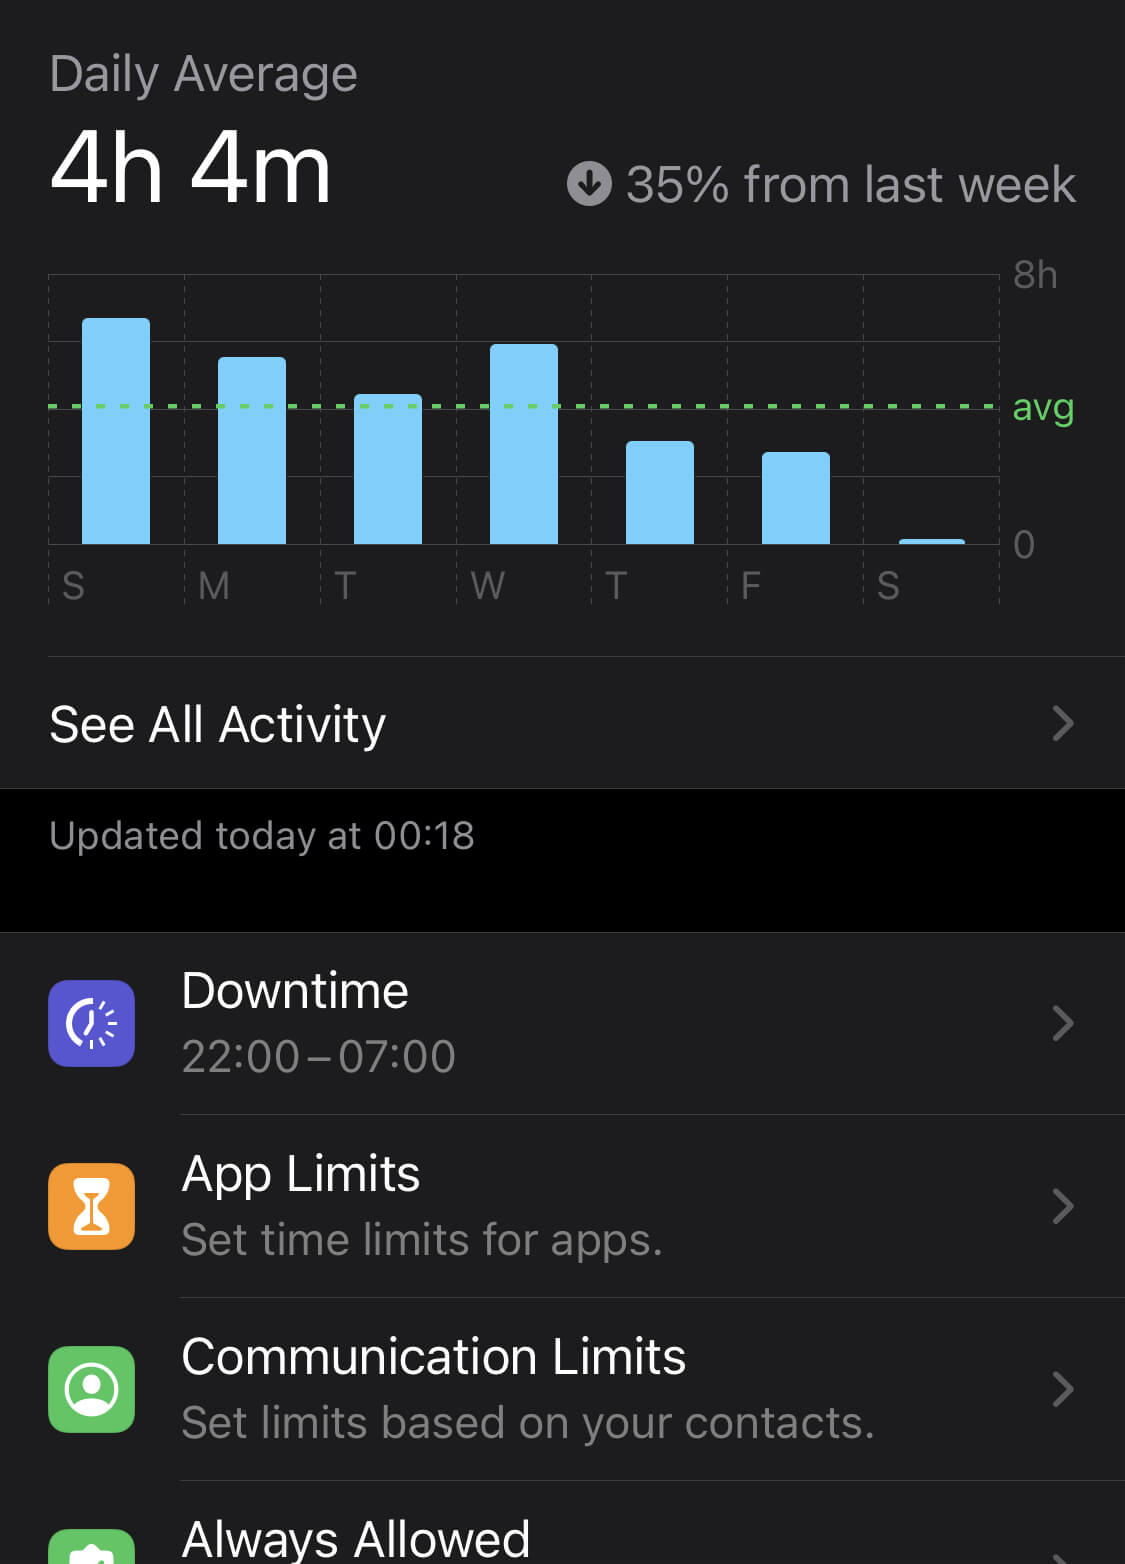 Daily Average
4h 4m
35% from last week
8h
avg
0
S M T W T F S
See All Activity
Updated today at 00:18
Downtime
22:00–07:00
App Limits
Set time limits for apps.
Communication Limits
Set limits based on your contacts.
Always Allowed